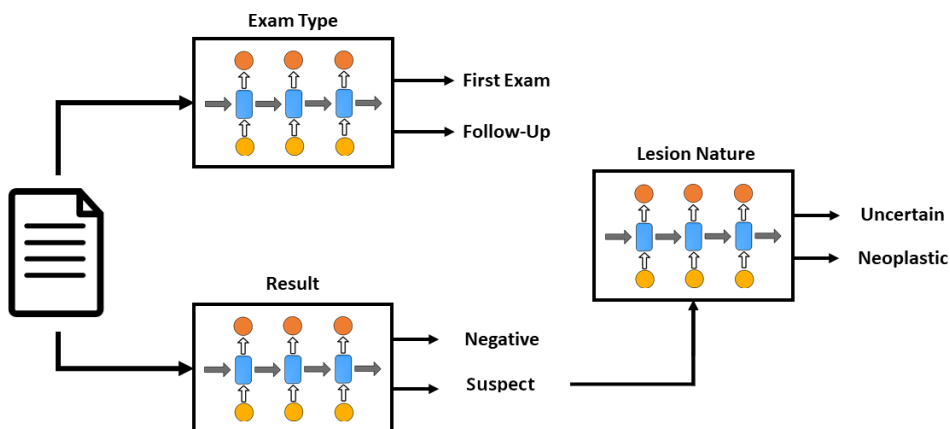 Exam Type
First Exam
Follow-Up
Lesion Nature
Uncertain
Neoplastic
Result
Negative
Suspect